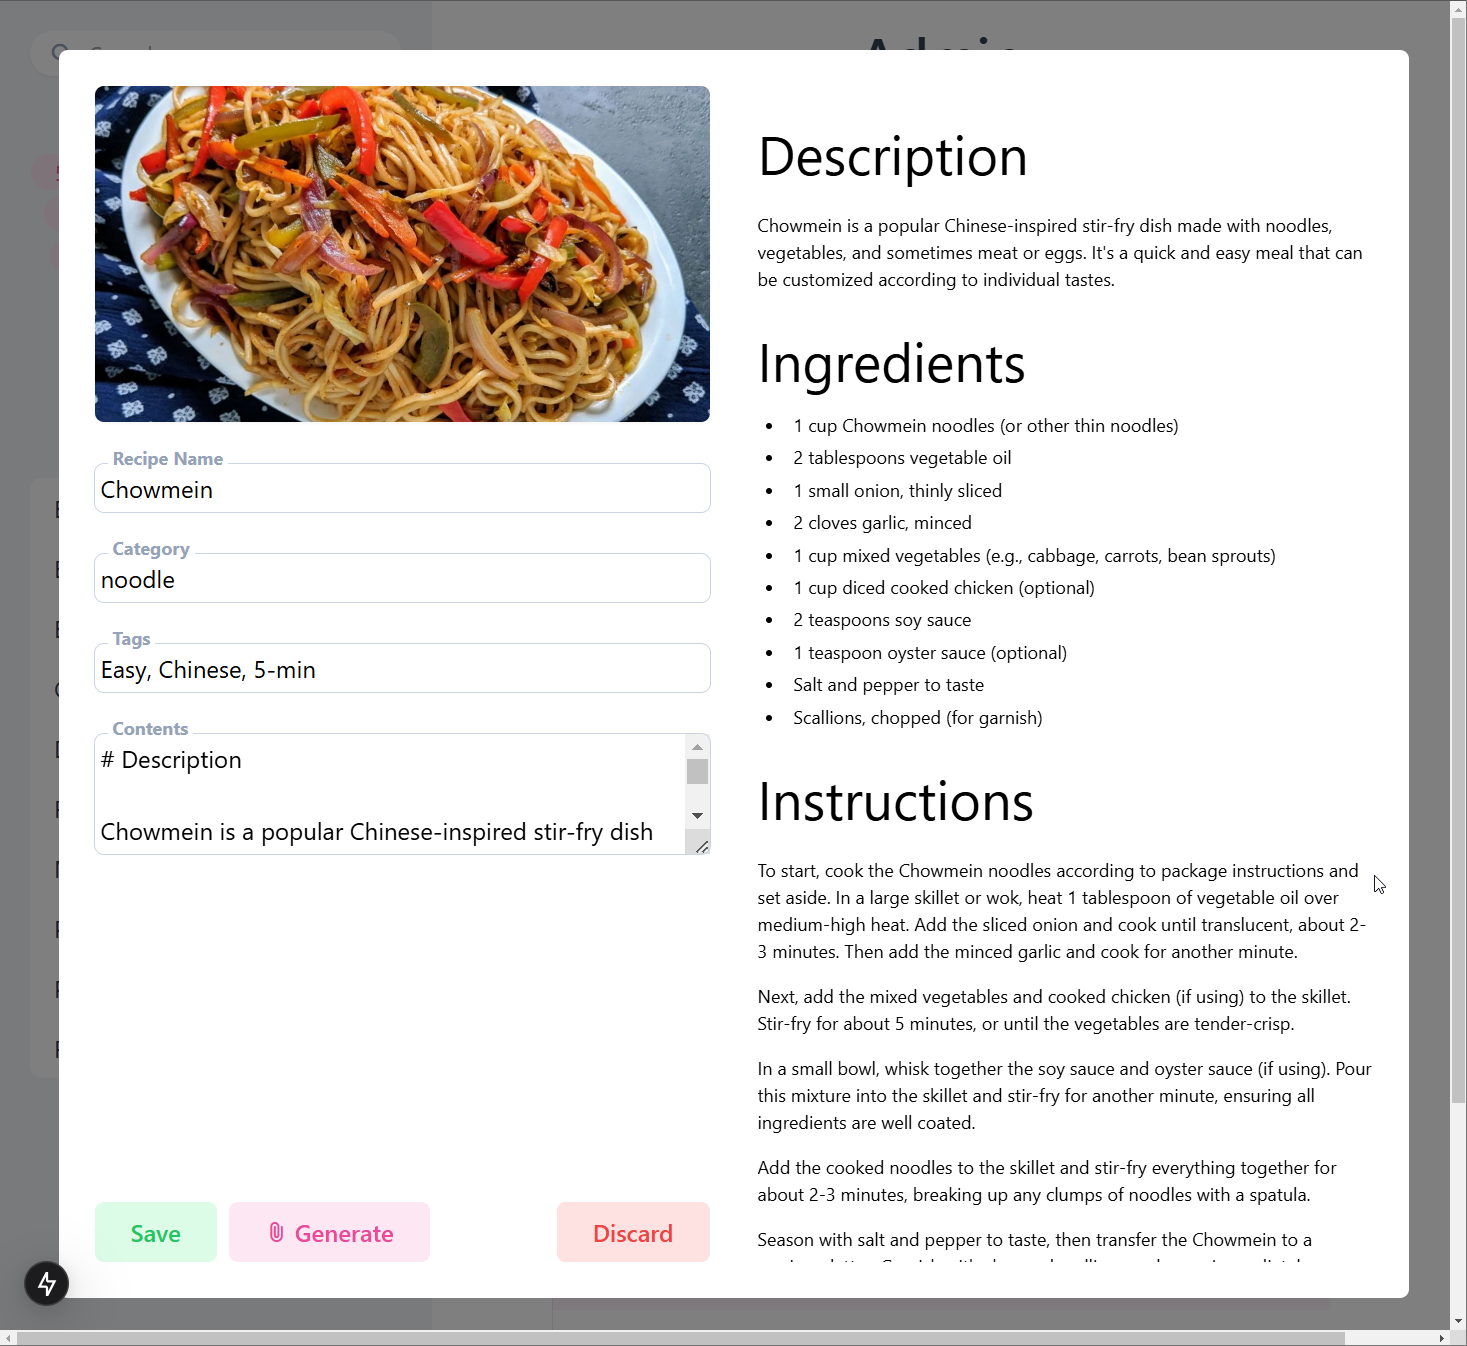 Recipe Name
Chowmein
Category
noodle
Tags
Easy, Chinese, 5-min
Contents
# Description
Chowmein is a popular Chinese-inspired stir-fry dish
Save
Generate
Discard
Description
Chowmein is a popular Chinese-inspired stir-fry dish made with noodles,
vegetables, and sometimes meat or eggs. It's a quick and easy meal that can
be customized according to individual tastes.
Ingredients
• 1 cup Chowmein noodles (or other thin noodles)
• 2 tablespoons vegetable oil
• 1 small onion, thinly sliced
• 2 cloves garlic, minced
• 1 cup mixed vegetables (e.g., cabbage, carrots, bean sprouts)
• 1 cup diced cooked chicken (optional)
• 2 teaspoons soy sauce
• 1 teaspoon oyster sauce (optional)
• Salt and pepper to taste
• Scallions, chopped (for garnish)
Instructions
To start, cook the Chowmein noodles according to package instructions and
set aside. In a large skillet or wok, heat 1 tablespoon of vegetable oil over
medium-high heat. Add the sliced onion and cook until translucent, about 2-
3 minutes. Then add the minced garlic and cook for another minute.
Next, add the mixed vegetables and cooked chicken (if using) to the skillet.
Stir-fry for about 5 minutes, or until the vegetables are tender-crisp.
In a small bowl, whisk together the soy sauce and oyster sauce (if using). Pour
this mixture into the skillet and stir-fry for another minute, ensuring all
ingredients are well coated.
Add the cooked noodles to the skillet and stir-fry everything together for
about 2-3 minutes, breaking up any clumps of noodles with a spatula.
Season with salt and pepper to taste, then transfer the Chowmein to a